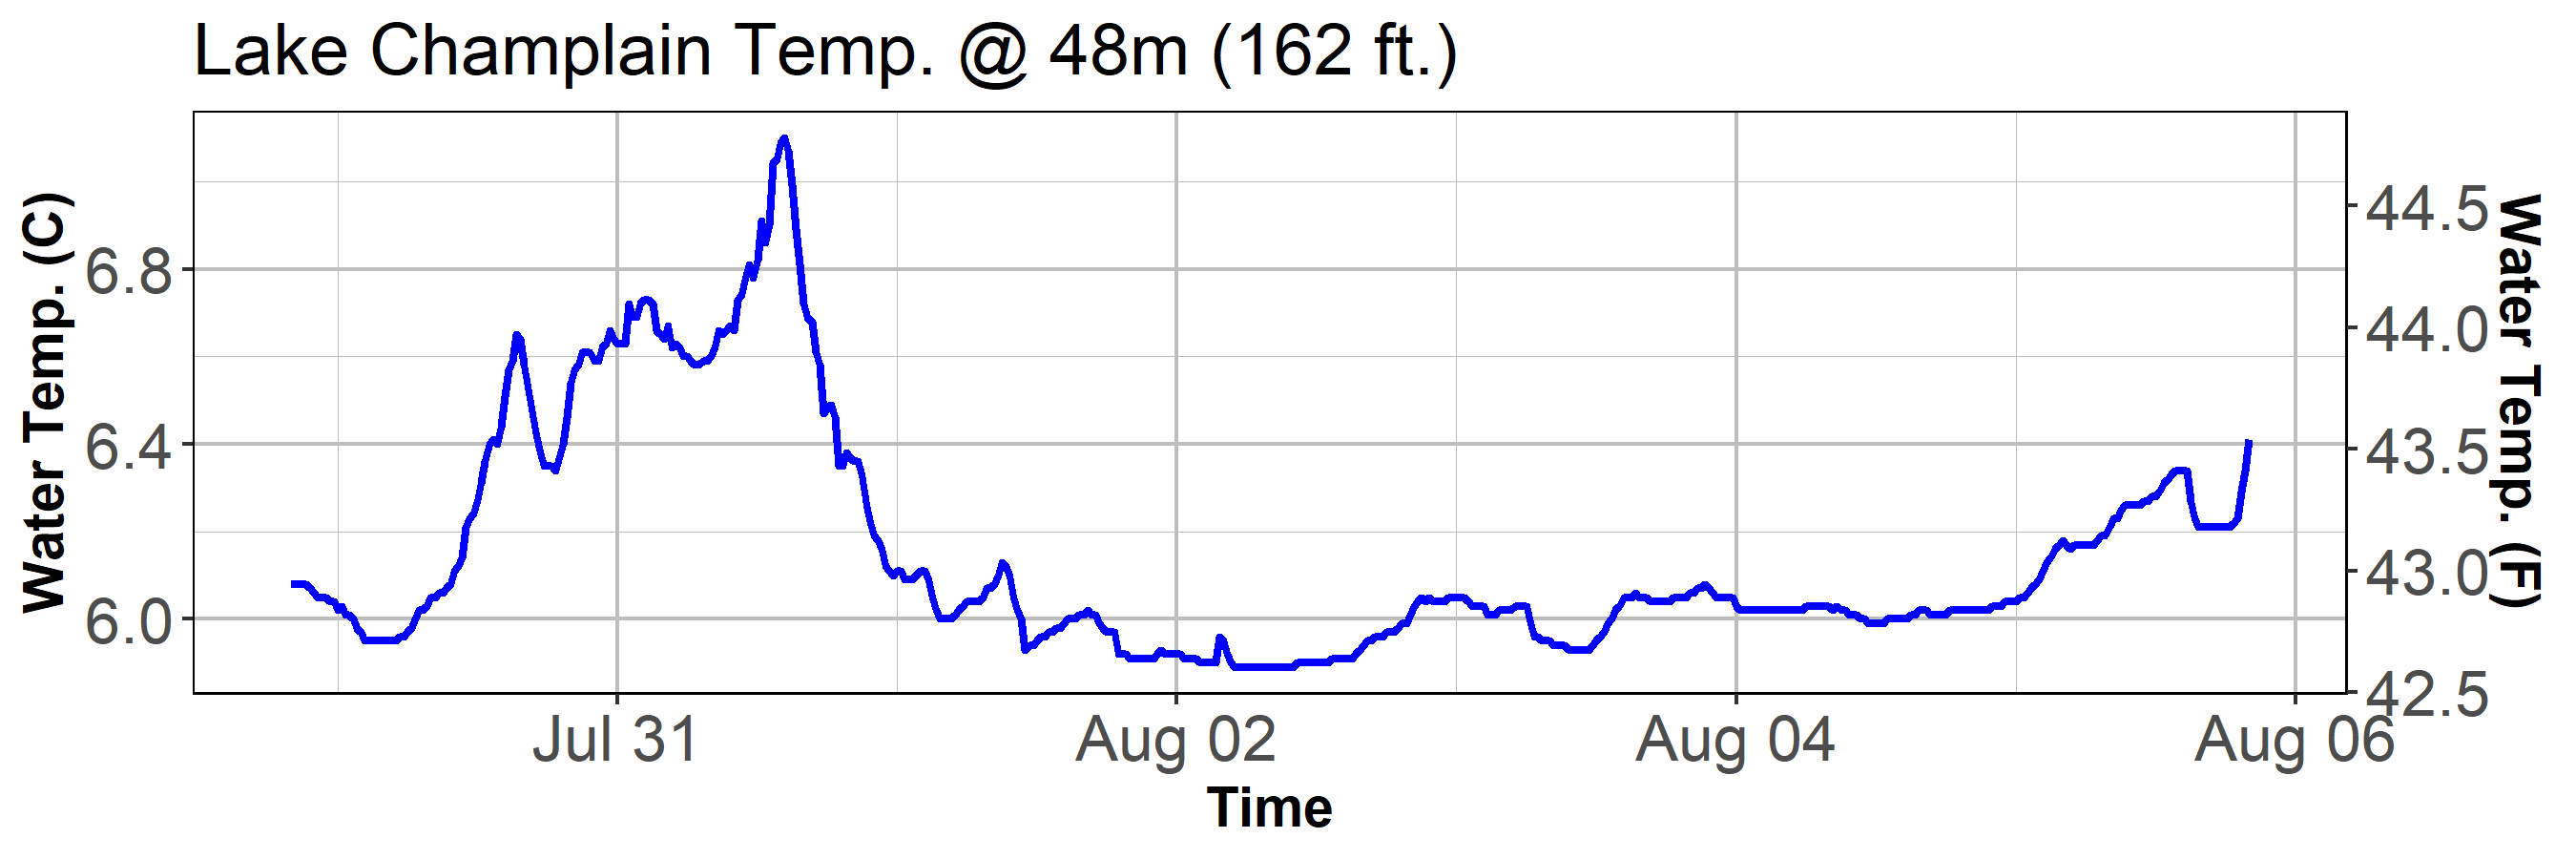 Lake Champlain Temp. @ 48m (162 ft.)
Water Temp. (C)
6.8
6.4
6.0
44.5
44.0
43.5
43.0
42.5
Water Temp. (F)
Jul 31
Aug 02
Aug 04
Aug 06
Time